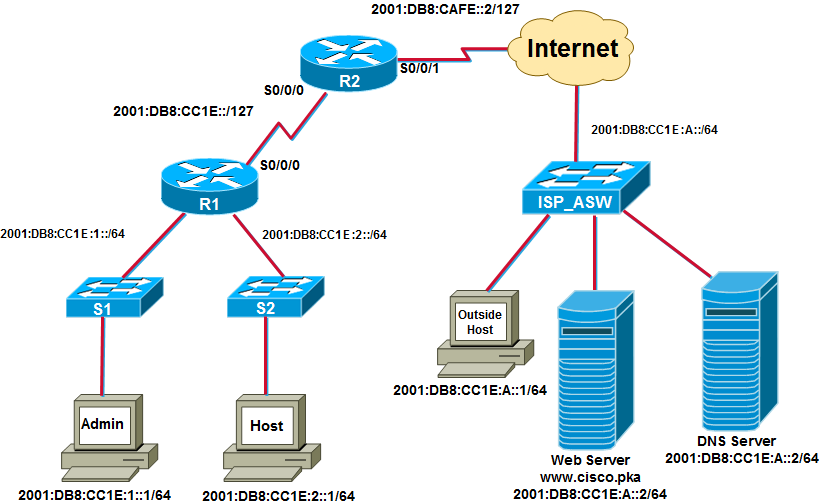 2001:DB8:CAFE::2/127
Internet
R2
S0/0/1
S0/0/0
2001:DB8:CC1E::/127
2001:DB8:CC1E:A::/64
S0/0/0
R1
ISP_ASW
2001:DB8:CC1E:1::/64
2001:DB8:CC1E:2::/64
S1
S2
Outside
Host
2001:DB8:CC1E:A::1/64
Admin
Host
DNS Server
2001:DB8:CC1E:A::2/64
Web Server
www.cisco.pka
2001:DB8:CC1E:A::2/64
2001:DB8:CC1E:1::1/64
2001:DB8:CC1E:2::1/64